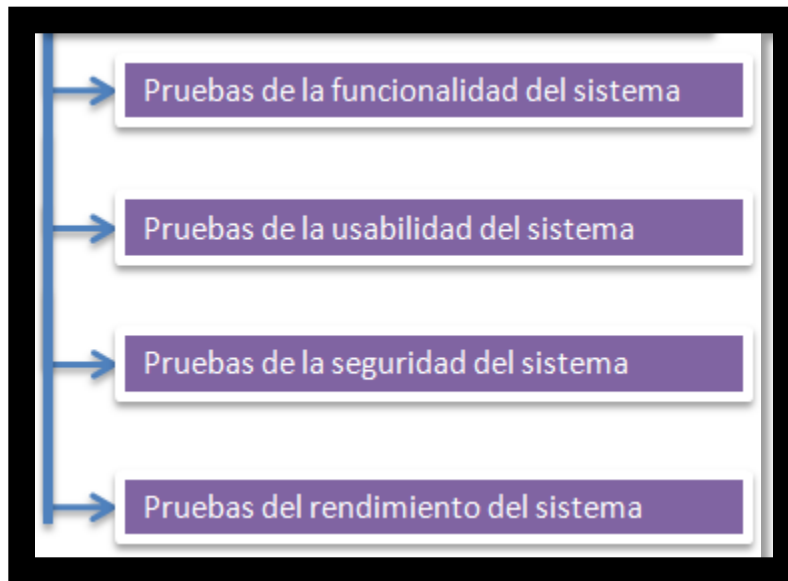 Pruebas de la funcionalidad del sistema
Pruebas de la usabilidad del sistema
Pruebas de la seguridad del sistema
Pruebas del rendimiento del sistema